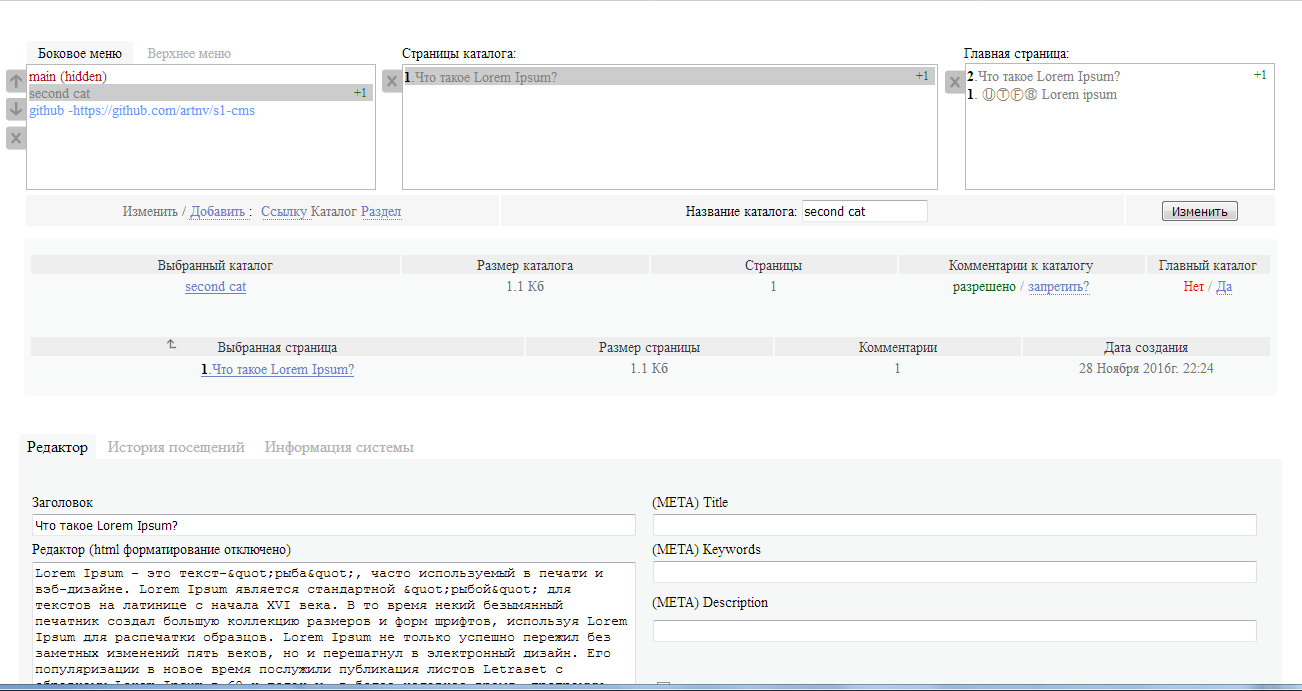 Боковое меню Верхнее меню Страницы каталога: Главная страница:
main (hidden)
second cat +1
github -https://github.com/artnv/s1-cms
1.Что такое Lorem Ipsum? +1
2.Что такое Lorem Ipsum? +1
1. ⓊⓉⒻ⑧ Lorem ipsum
Изменить / Добавить : Ссылку Каталог Раздел Название каталога: second cat Изменить
Выбранный каталог Размер каталога Страницы Комментарии к каталогу Главный каталог
second cat 1.1 Кб 1 разрешено / запретить? Нет / Да
Выбранная страница Размер страницы Комментарии Дата создания
1.Что такое Lorem Ipsum? 1.1 Кб 1 28 Ноября 2016г. 22:24
Редактор История посещений Информация системы
Заголовок
Что такое Lorem Ipsum?
Редактор (html форматирование отключено)
Lorem Ipsum - это текст-&quot;рыба&quot;, часто используемый в печати и
вэб-дизайне. Lorem Ipsum является стандартной &quot;рыбой&quot; для
текстов на латинице с начала XVI века. В то время некий безымянный
печатник создал большую коллекцию размеров и форм шрифтов, используя Lorem
Ipsum для распечатки образцов. Lorem Ipsum не только успешно пережил без
заметных изменений пять веков, но и перешагнул в электронный дизайн. Его
популяризации в новое время послужили публикация листов Letraset с
(META) Title
(META) Keywords
(META) Description